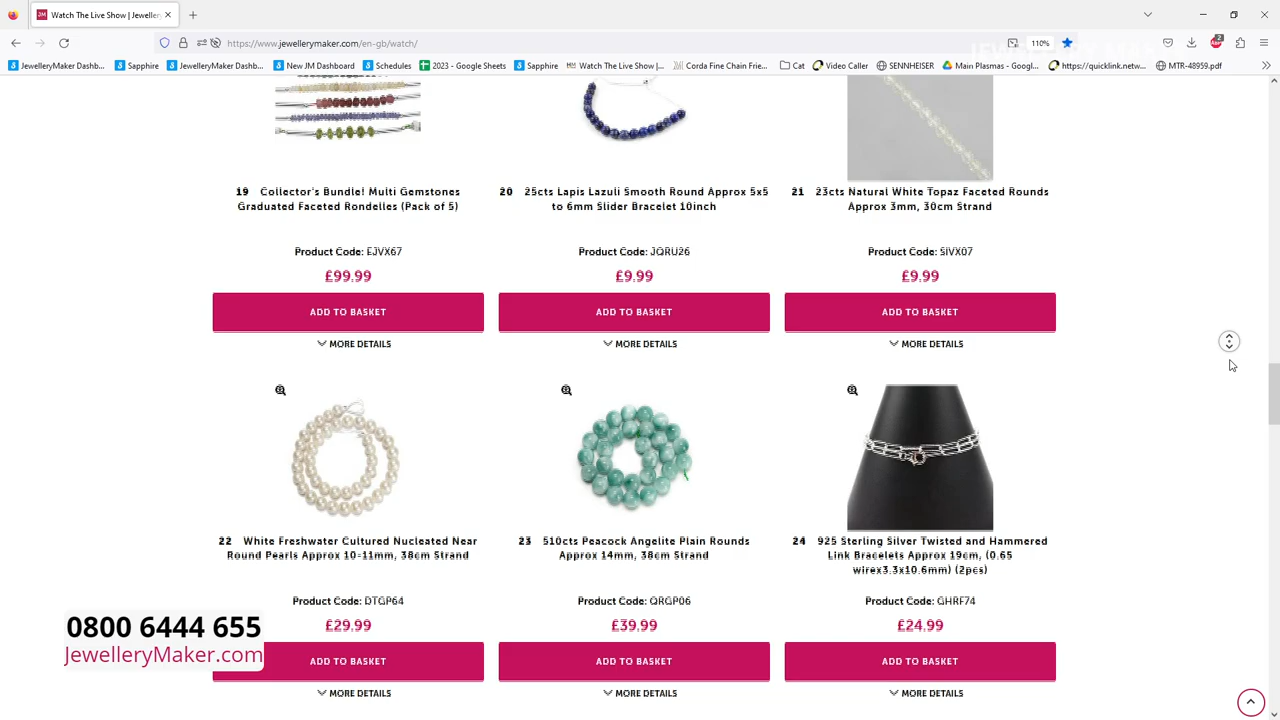 Watch The Live Show | Jeweller
https://www.jewellerymaker.com/en-gb/watch/
110%
2
JewelleryMaker Dashb...
Sapphire
JewelleryMaker Dashb...
New JM Dashboard
Schedules
2023 - Google Sheets
Sapphire
Watch The Live Show |...
Corda Fine Chain Frien...
Cat
Video Caller
SENNHEISER
Main Plasmas - Googl...
https://quicklink.netw...
MTR-48959.pdf
19 Collector's Bundle! Multi Gemstones
Graduated Faceted Rondelles (Pack of 5)
Product Code: EJVX67
£99.99
ADD TO BASKET
MORE DETAILS
20 25cts Lapis Lazuli Smooth Round Approx 5x5
to 6mm Slider Bracelet 10inch
Product Code: JQRU26
£9.99
ADD TO BASKET
MORE DETAILS
21 23cts Natural White Topaz Faceted Rounds
Approx 3mm, 30cm Strand
Product Code: SIVX07
£9.99
ADD TO BASKET
MORE DETAILS
22 White Freshwater Cultured Nucleated Near
Round Pearls Approx 10-11mm, 38cm Strand
Product Code: DTGP64
£29.99
ADD TO BASKET
MORE DETAILS
23 510cts Peacock Angelite Plain Rounds
Approx 14mm, 38cm Strand
Product Code: QRGP06
£39.99
ADD TO BASKET
MORE DETAILS
24 925 Sterling Silver Twisted and Hammered
Link Bracelets Approx 19cm, (0.65
wirex3.3x10.6mm) (2pcs)
Product Code: GHRF74
£24.99
ADD TO BASKET
MORE DETAILS
0800 6444 655
JewelleryMaker.com